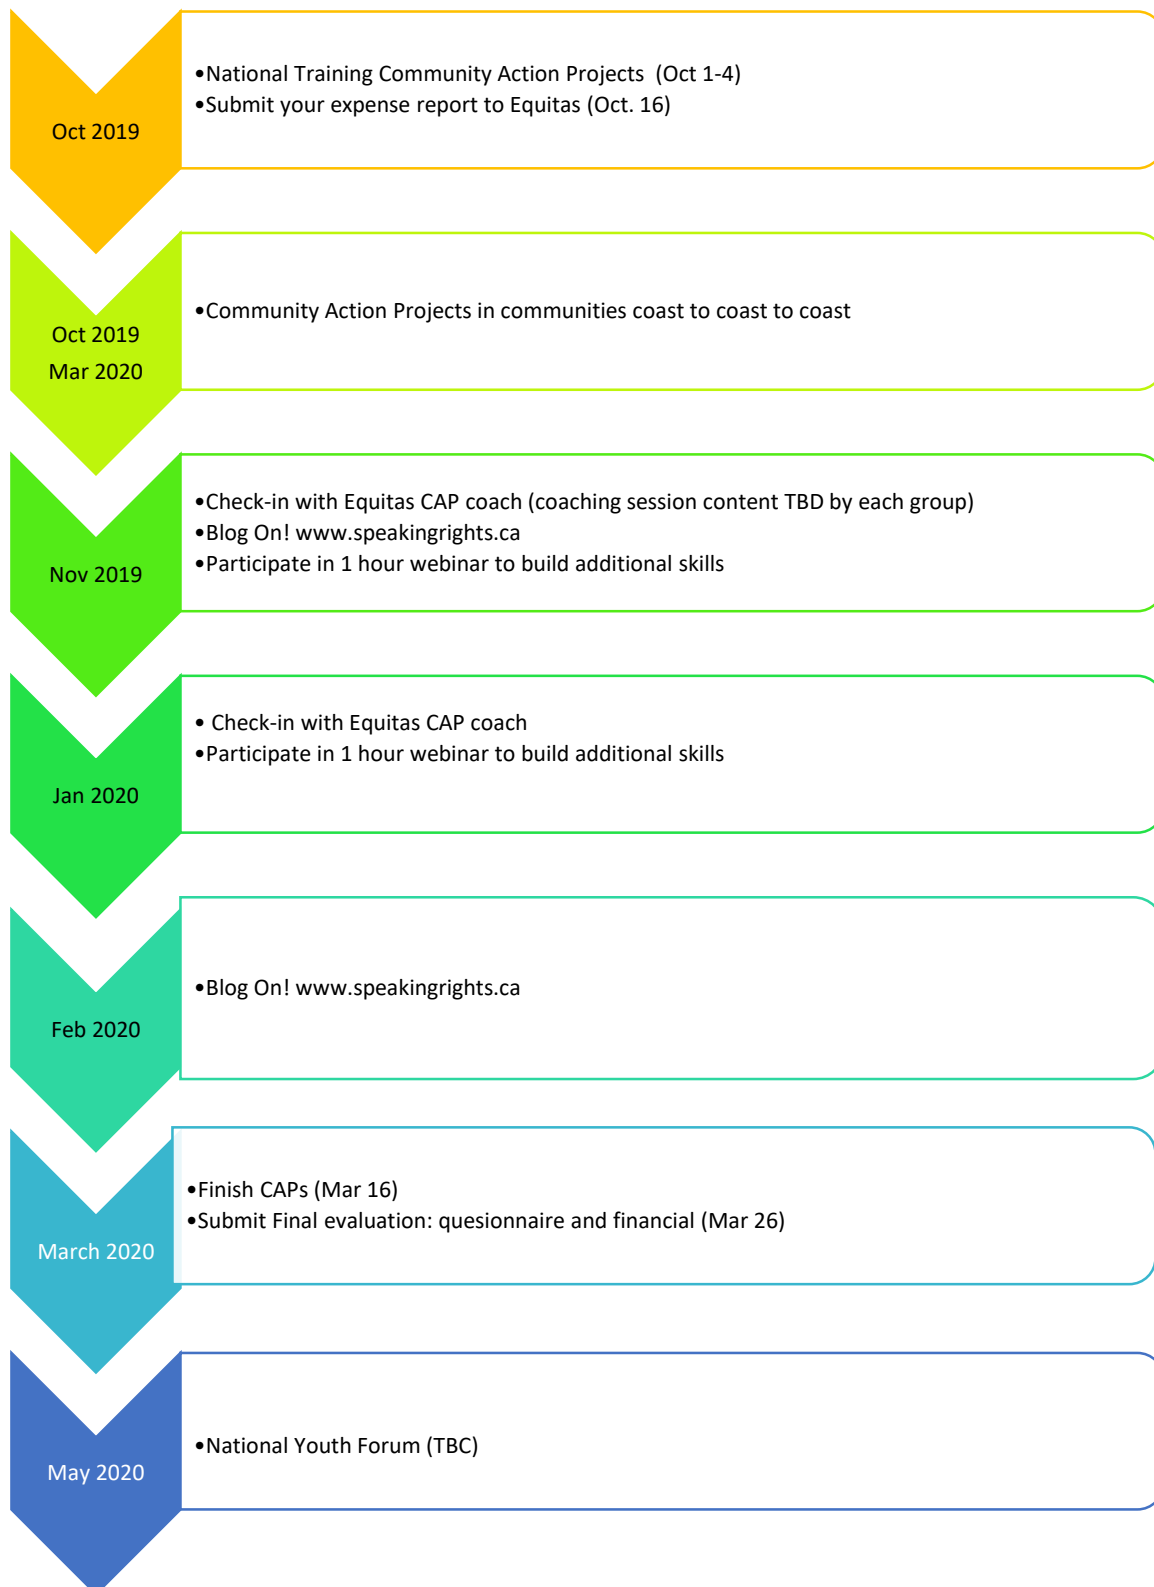 Oct 2019
•National Training Community Action Projects (Oct 1-4)
•Submit your expense report to Equitas (Oct. 16)
Oct 2019
Mar 2020
•Community Action Projects in communities coast to coast to coast
Nov 2019
•Check-in with Equitas CAP coach (coaching session content TBD by each group)
•Blog On! www.speakingrights.ca
•Participate in 1 hour webinar to build additional skills
Jan 2020
• Check-in with Equitas CAP coach
•Participate in 1 hour webinar to build additional skills
Feb 2020
•Blog On! www.speakingrights.ca
March 2020
•Finish CAPs (Mar 16)
•Submit Final evaluation: quesionnaire and financial (Mar 26)
May 2020
•National Youth Forum (TBC)